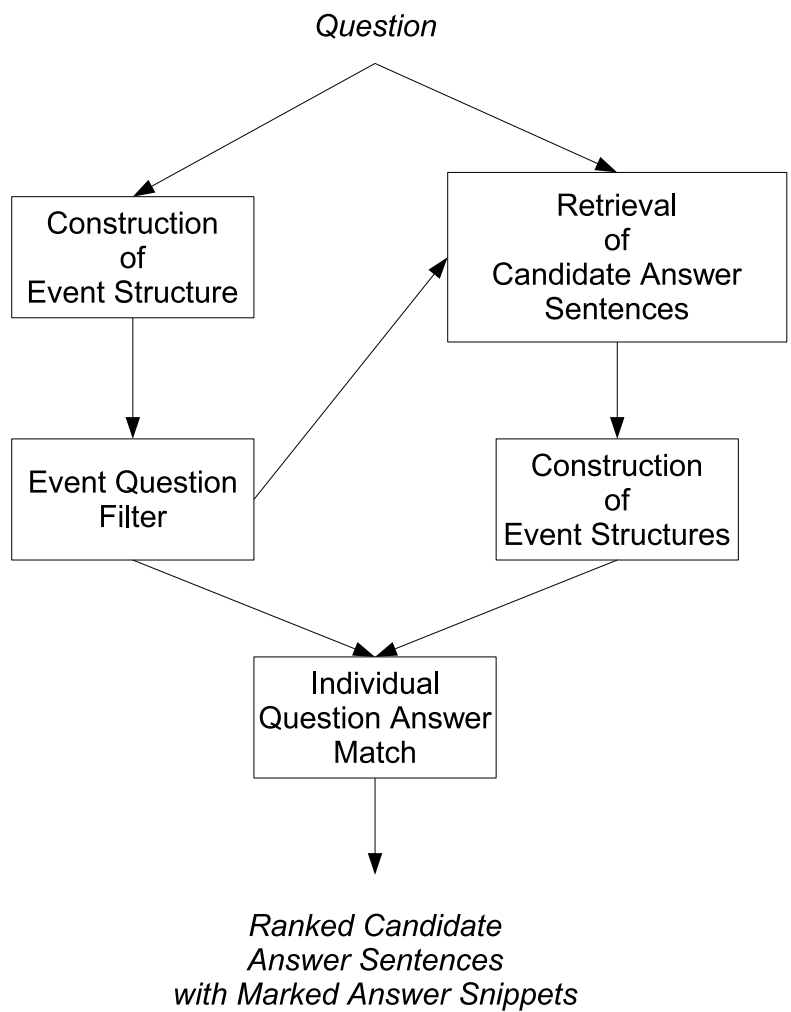 Question
Construction
of
Event Structure
Retrieval
of
Candidate Answer
Sentences
Event Question
Filter
Construction
of
Event Structures
Individual
Question Answer
Match
Ranked Candidate
Answer Sentences
with Marked Answer Snippets